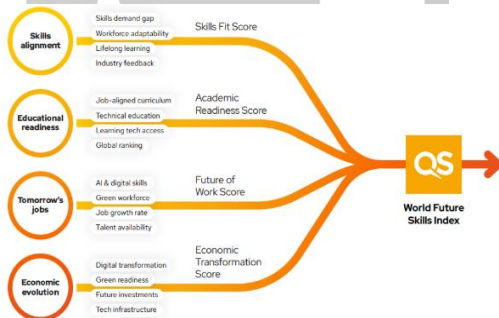 Skills
alignment
Skills demand gap
Workforce adaptability
Lifelong learning
Industry feedback
Skills Fit Score
Educational
readiness
Job-aligned curriculum
Technical education
Learning tech access
Global ranking
Academic
Readiness Score
Tomorrow's
jobs
AI & digital skills
Green workforce
Job growth rate
Talent availability
Future of
Work Score
Economic
evolution
Digital transformation
Green readiness
Future investments
Tech infrastructure
Economic
Transformation
Score
QS
World Future
Skills Index